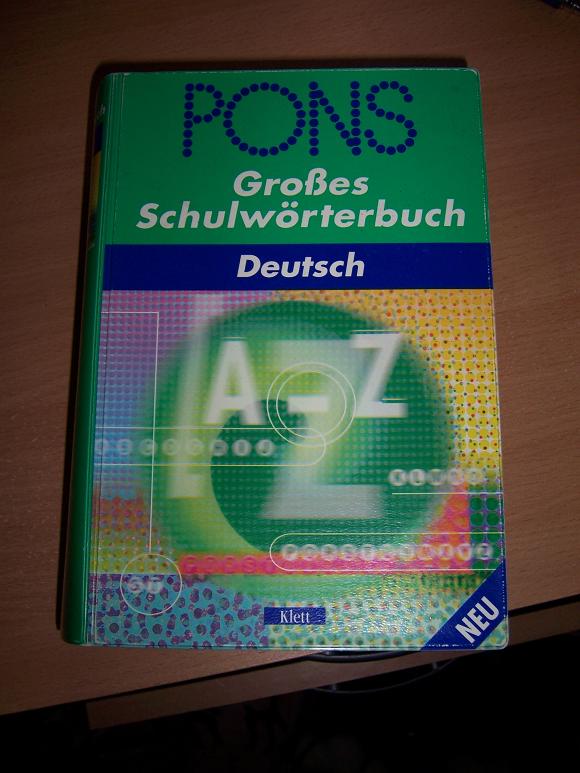 PONS
Großes
Schulwörterbuch
Deutsch
A-Z
Klett
NEU